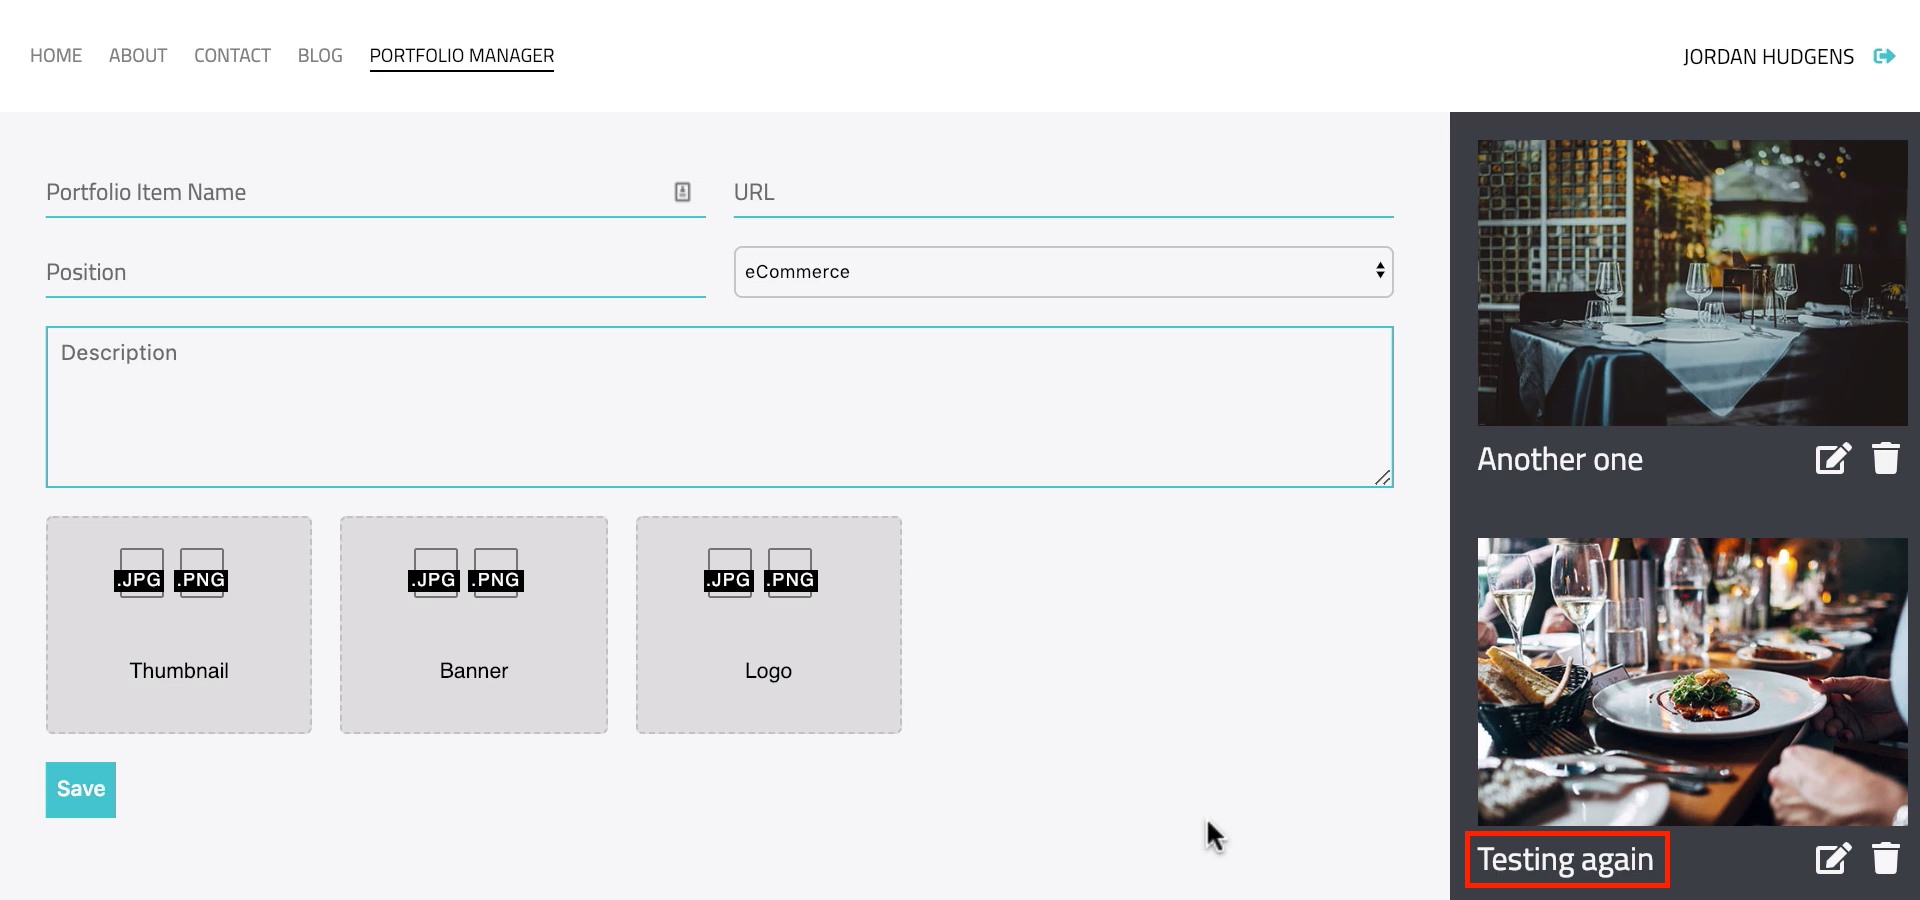 HOME ABOUT CONTACT BLOG PORTFOLIO MANAGER JORDAN HUDGENS
Portfolio Item Name URL
Position eCommerce
Description
.JPG .PNG .JPG .PNG .JPG .PNG
Thumbnail Banner Logo
Save
Another one
Testing again